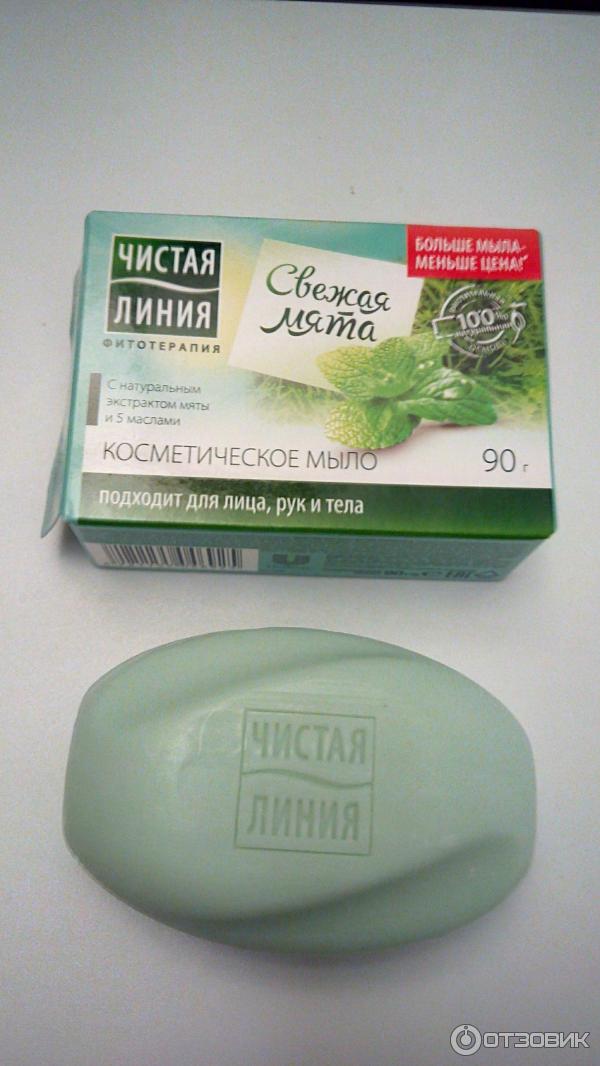 ЧИСТАЯ
ЛИНИЯ
ФИТОТЕРАПИЯ
Свежая
мята
БОЛЬШЕ МЫЛА-
МЕНЬШЕ ЦЕНА!*
100%
С натуральным
экстрактом мяты
и 5 маслами
КОСМЕТИЧЕСКОЕ МЫЛО
90 г
подходит для лица, рук и тела
ЧИСТАЯ
ЛИНИЯ
ОТЗОВИК